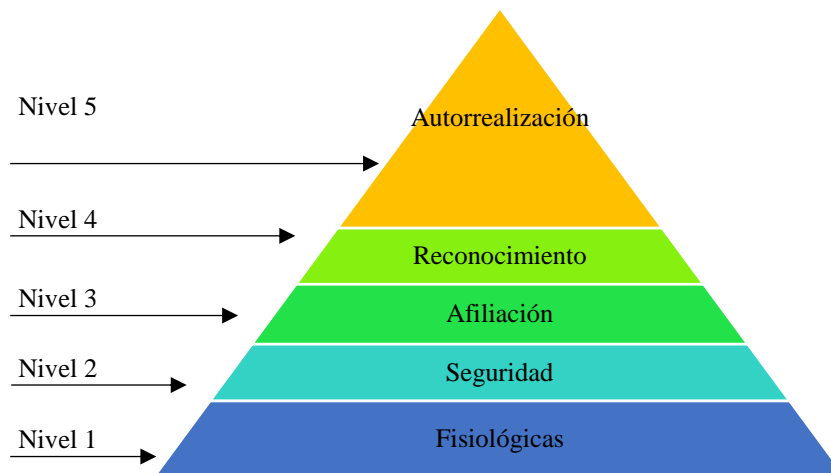 Nivel 5
Autorrealización
Nivel 4
Reconocimiento
Nivel 3
Afiliación
Nivel 2
Seguridad
Nivel 1
Fisiológicas